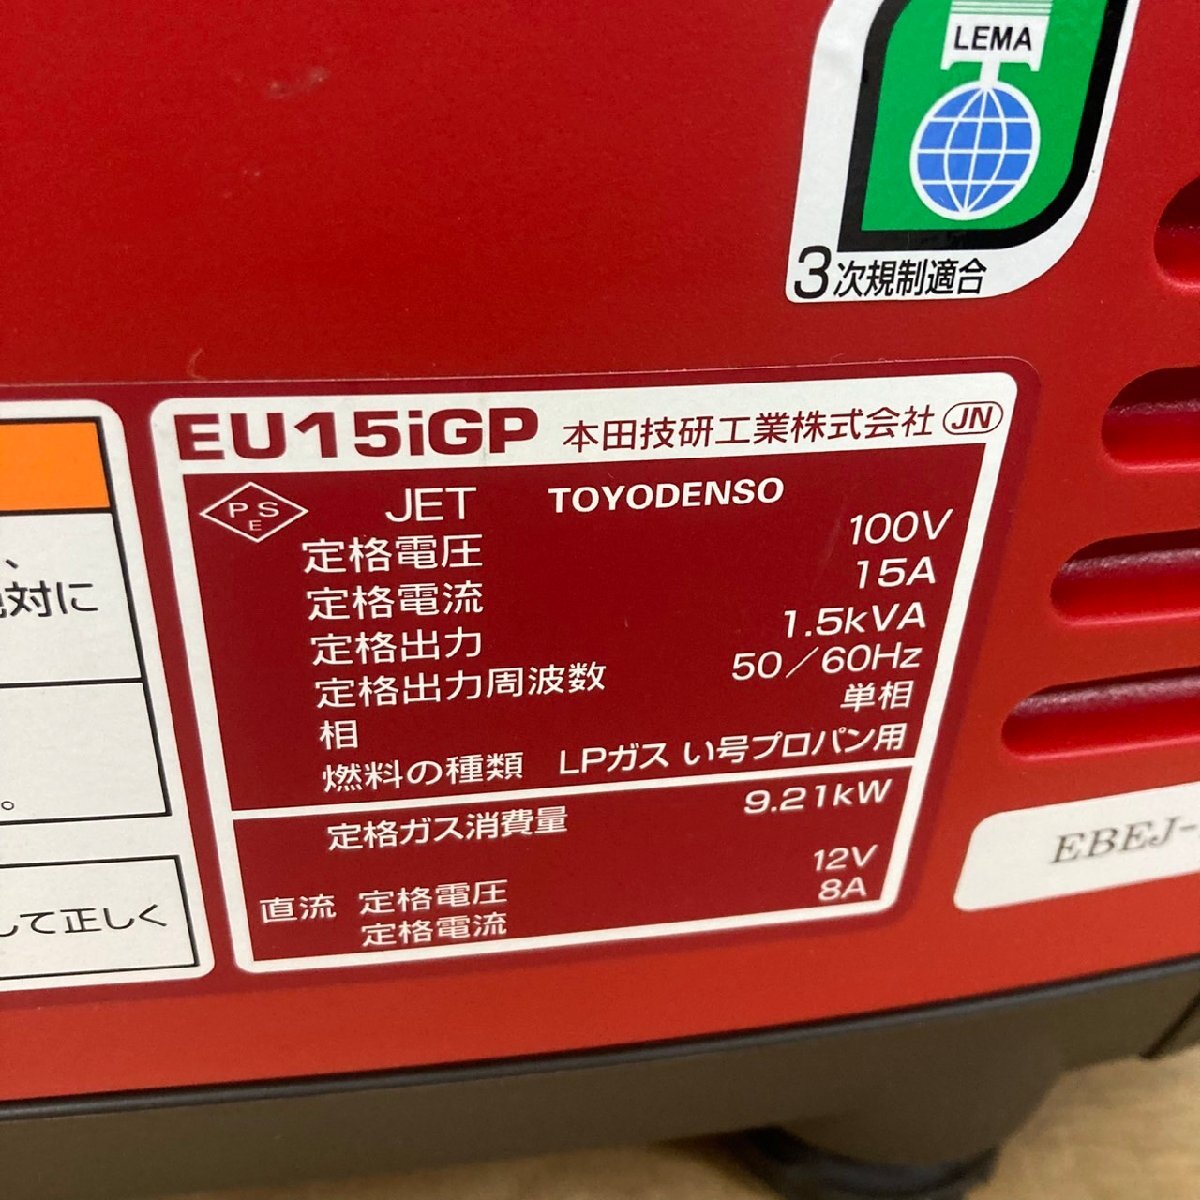 LEMA
3次規制適合
EU15iGP 本田技研工業株式会社 JN
PSE JET TOYODENSO
定格電圧 100V
定格電流 15A
定格出力 1.5kVA
定格出力周波数 50/60Hz
相 単相
燃料の種類 LPガス い号プロパン用
定格ガス消費量 9.21kW
直流 定格電圧 12V
定格電流 8A
、
対に
。
して正しく
EBEJ-